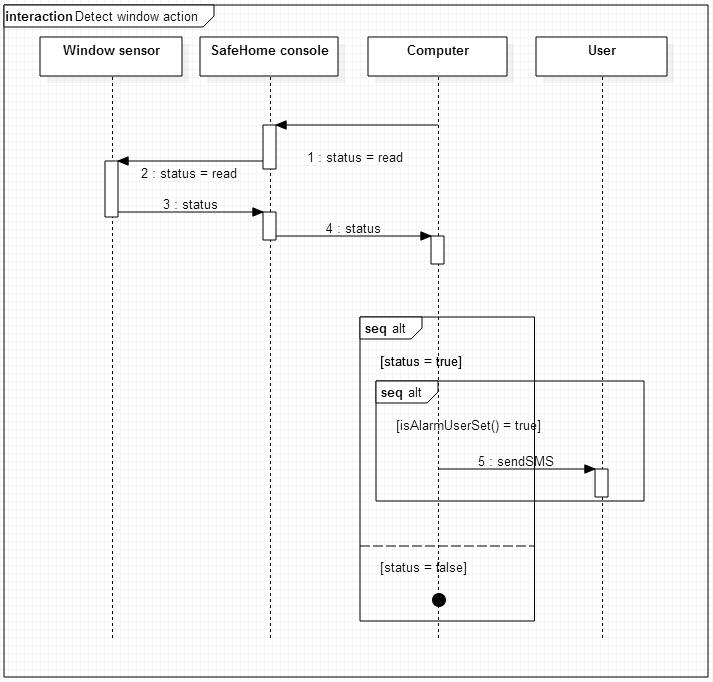 interaction Detect window action
Window sensor
SafeHome console
Computer
User
1 : status = read
2 : status = read
3 : status
4 : status
seq alt
[status = true]
seq alt
[isAlarmUserSet() = true]
5 : sendSMS
[status = false]